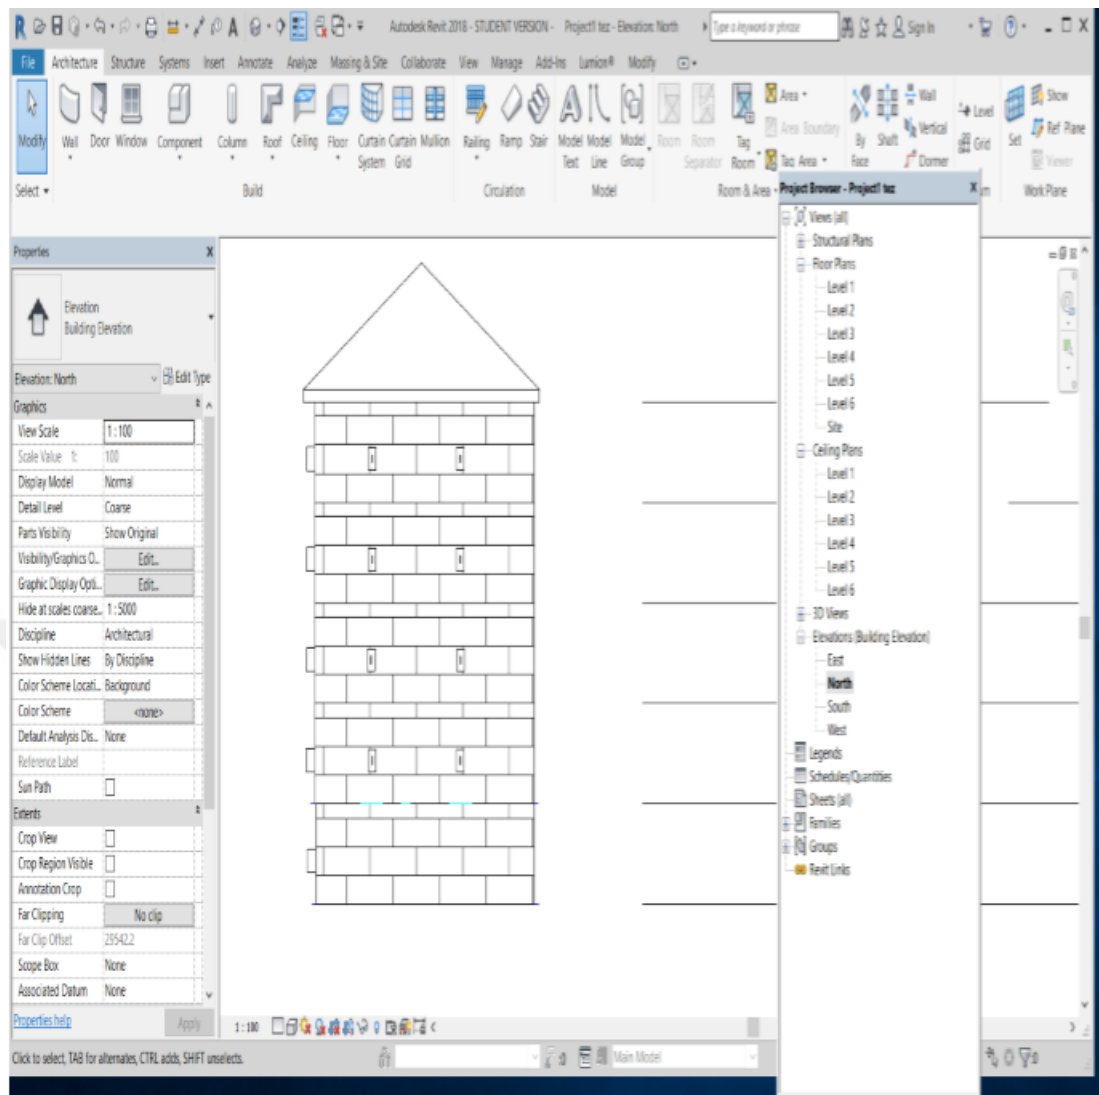 Autodesk Revit 2018 - STUDENT VERSION - Project1 tez - Elevation: North
Type a keyword or phrase
Sign In
File Architecture Structure Systems Insert Annotate Analyze Massing & Site Collaborate View Manage Add-Ins Lumion® Modify
Modify Wall Door Window Component Column Roof Ceiling Floor Curtain System Curtain Grid Mullion Railing Ramp Stair Model Text Model Line Model Group Room Room Separator Tag Room
Area
Area Boundary
Tag Area
By Face Shaft
Wall
Vertical
Dormer
Level
Grid
Set
Show
Ref Plane
Viewer
Select Build Circulation Model Room & Area Work Plane
Properties X
Elevation
Building Elevation
Elevation: North Edit Type
Graphics
View Scale 1 : 100
Scale Value 1: 100
Display Model Normal
Detail Level Coarse
Parts Visibility Show Original
Visibility/Graphics O... Edit...
Graphic Display Opti... Edit...
Hide at scales coarse... 1 : 5000
Discipline Architectural
Show Hidden Lines By Discipline
Color Scheme Locati... Background
Color Scheme <none>
Default Analysis Dis... None
Reference Label
Sun Path
Extents
Crop View
Crop Region Visible
Annotation Crop
Far Clipping No clip
Far Clip Offset 29542.2
Scope Box None
Associated Datum None
Properties help Apply
Project Browser - Project1 tez X
Views (all)
Structural Plans
Floor Plans
Level 1
Level 2
Level 3
Level 4
Level 5
Level 6
Site
Ceiling Plans
Level 1
Level 2
Level 3
Level 4
Level 5
Level 6
3D Views
Elevations (Building Elevation)
East
North
South
West
Legends
Schedules/Quantities
Sheets (all)
Families
Groups
Revit Links
1 : 100
Click to select, TAB for alternates, CTRL adds, SHIFT unselects.
:0
Main Model
:0